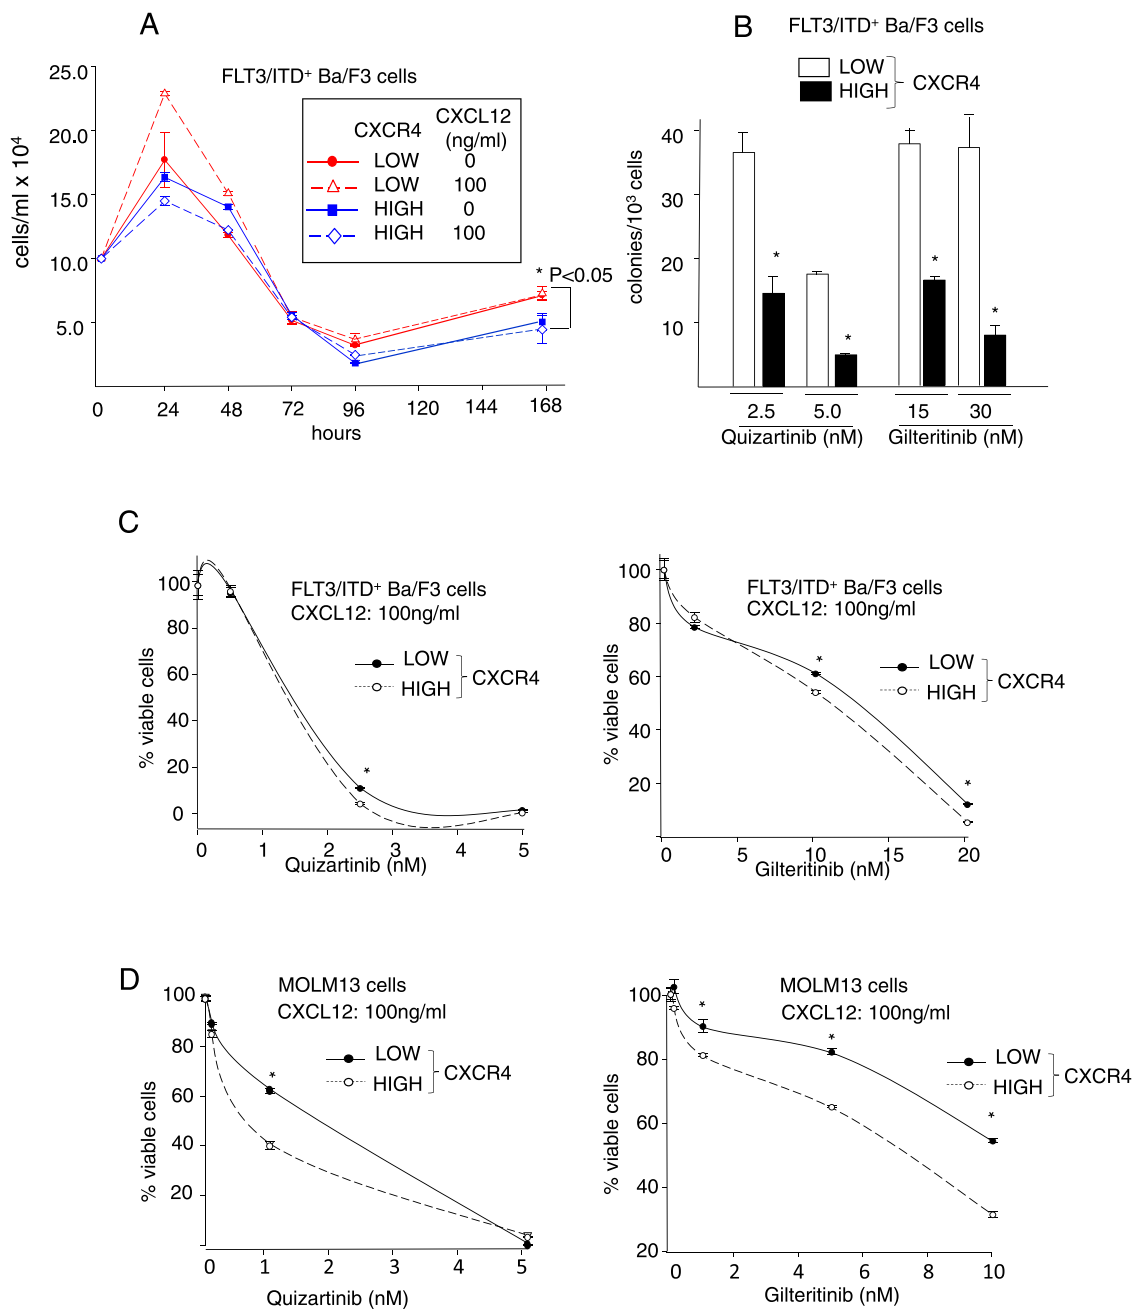 A
FLT3/ITD⁺ Ba/F3 cells
CXCR4 CXCL12 (ng/ml)
LOW 0
LOW 100
HIGH 0
HIGH 100
* P<0.05
cells/ml x 10⁴
25.0
20.0
15.0
10.0
5.0
0 24 48 72 96 120 144 168
hours
B
FLT3/ITD⁺ Ba/F3 cells
LOW
HIGH
CXCR4
colonies/10³ cells
40
30
20
10
* * * *
2.5 5.0 15 30
Quizartinib (nM) Gilteritinib (nM)
C
FLT3/ITD⁺ Ba/F3 cells
CXCL12: 100ng/ml
LOW
HIGH
CXCR4
% viable cells
100
80
60
40
20
0
*
0 1 2 3 4 5
Quizartinib (nM)
FLT3/ITD⁺ Ba/F3 cells
CXCL12: 100ng/ml
LOW
HIGH
CXCR4
% viable cells
100
80
60
40
20
* *
0 5 10 15 20
Gilteritinib (nM)
D
MOLM13 cells
CXCL12: 100ng/ml
LOW
HIGH
CXCR4
% viable cells
100
80
60
40
20
*
0 1 2 3 4 5
Quizartinib (nM)
MOLM13 cells
CXCL12: 100ng/ml
LOW
HIGH
CXCR4
% viable cells
100
80
60
40
20
* * *
0 2 4 6 8 10
Gilteritinib (nM)